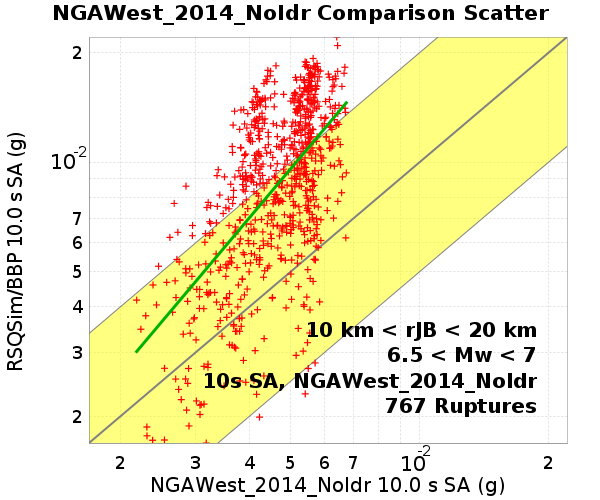 NGAWest_2014_NoIdr Comparison Scatter
2
10-2
7
6
5
4
3
2
RSQSim/BBP 10.0 s SA (g)
10 km < rJB < 20 km
6.5 < Mw < 7
10s SA, NGAWest_2014_NoIdr
767 Ruptures
2 3 4 5 6 7 10-2 2
NGAWest_2014_NoIdr 10.0 s SA (g)